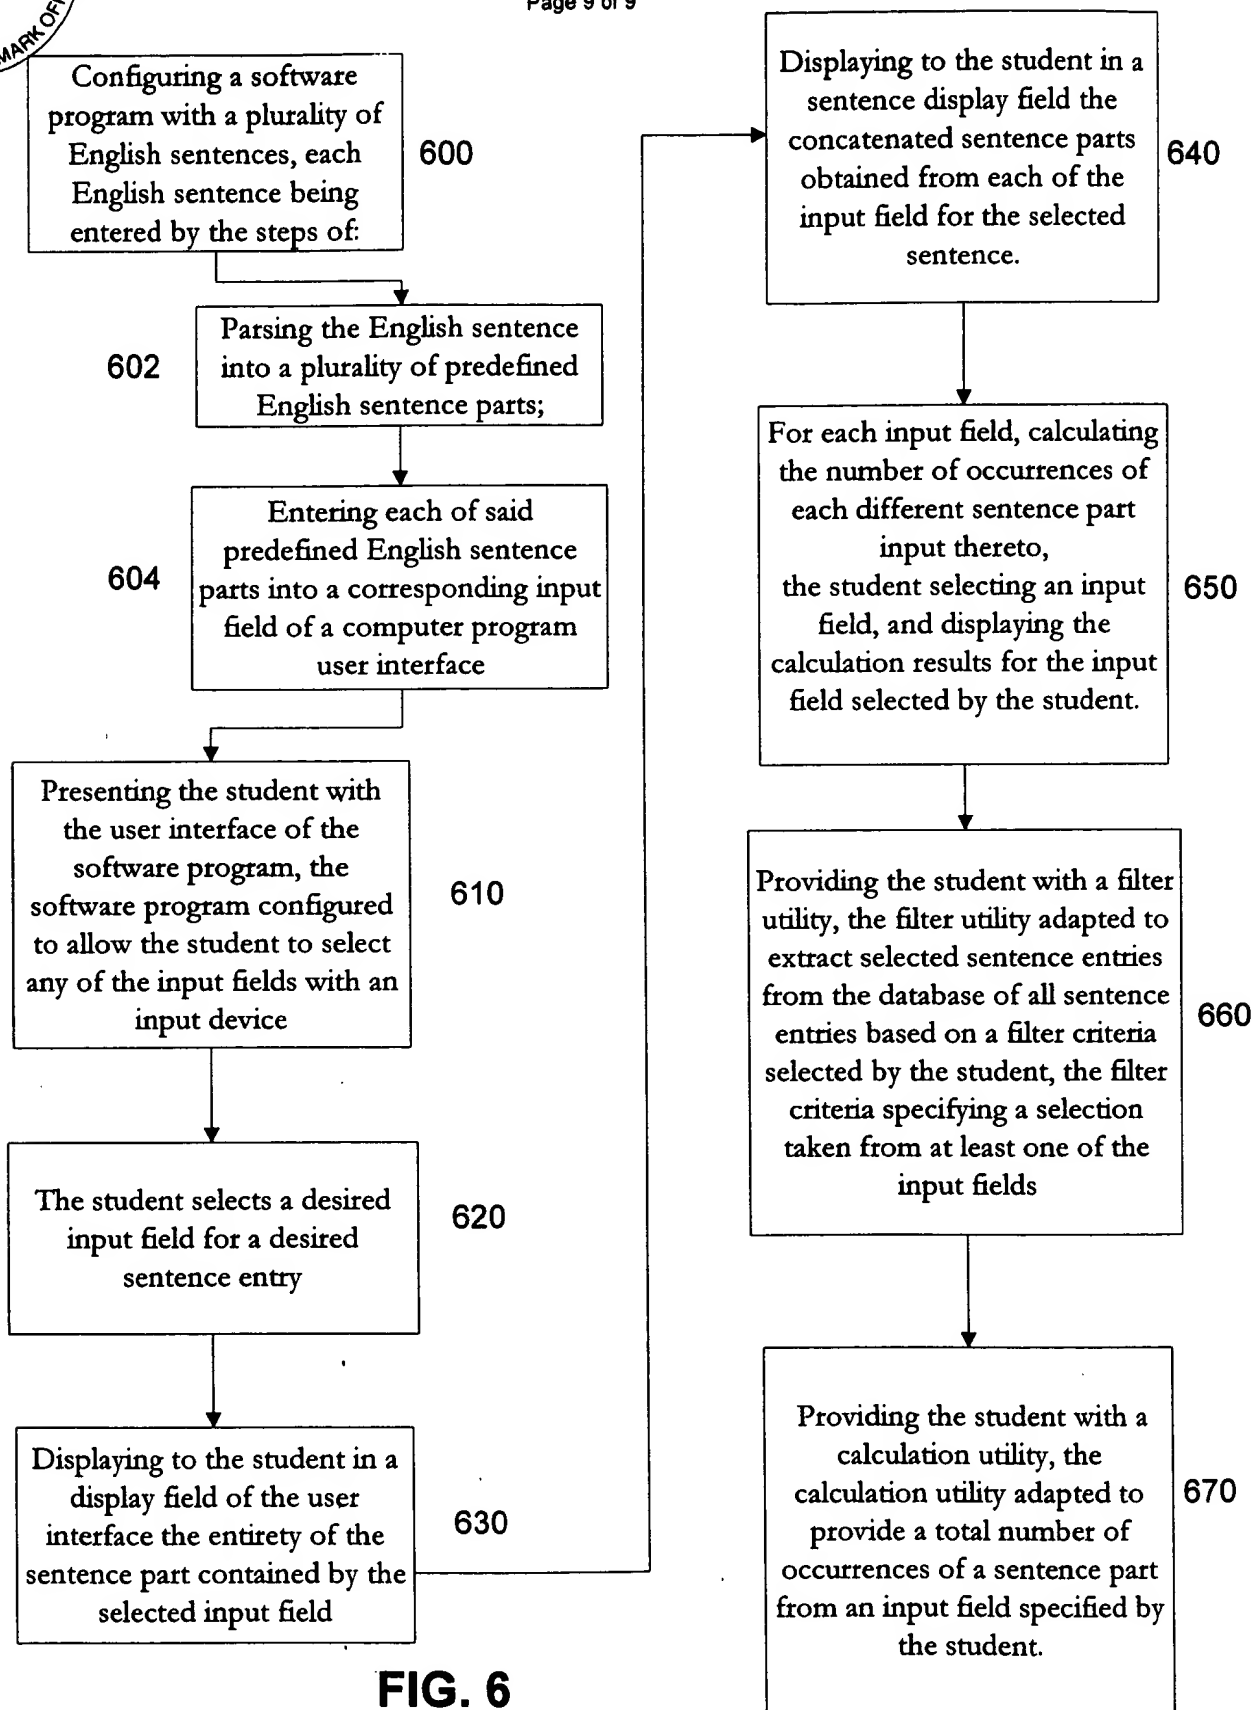 Page 9 of 9
MARK OFF
Configuring a software
program with a plurality of
English sentences, each
English sentence being
entered by the steps of:
600
Parsing the English sentence
into a plurality of predefined
English sentence parts;
602
Entering each of said
predefined English sentence
parts into a corresponding input
field of a computer program
user interface
604
Presenting the student with
the user interface of the
software program, the
software program configured
to allow the student to select
any of the input fields with an
input device
610
The student selects a desired
input field for a desired
sentence entry
620
Displaying to the student in a
display field of the user
interface the entirety of the
sentence part contained by the
selected input field
630
Displaying to the student in a
sentence display field the
concatenated sentence parts
obtained from each of the
input field for the selected
sentence.
640
For each input field, calculating
the number of occurrences of
each different sentence part
input thereto,
the student selecting an input
field, and displaying the
calculation results for the input
field selected by the student.
650
Providing the student with a filter
utility, the filter utility adapted to
extract selected sentence entries
from the database of all sentence
entries based on a filter criteria
selected by the student, the filter
criteria specifying a selection
taken from at least one of the
input fields
660
Providing the student with a
calculation utility, the
calculation utility adapted to
provide a total number of
occurrences of a sentence part
from an input field specified by
the student.
670
FIG. 6